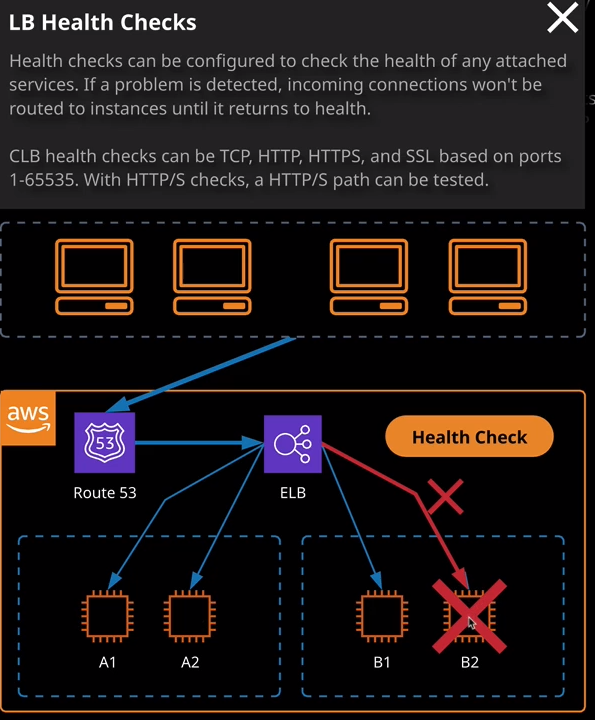 LB Health Checks
Health checks can be configured to check the health of any attached
services. If a problem is detected, incoming connections won't be
routed to instances until it returns to health.
CLB health checks can be TCP, HTTP, HTTPS, and SSL based on ports
1-65535. With HTTP/S checks, a HTTP/S path can be tested.
aws
53
Health Check
Route 53
ELB
A1
A2
B1
B2